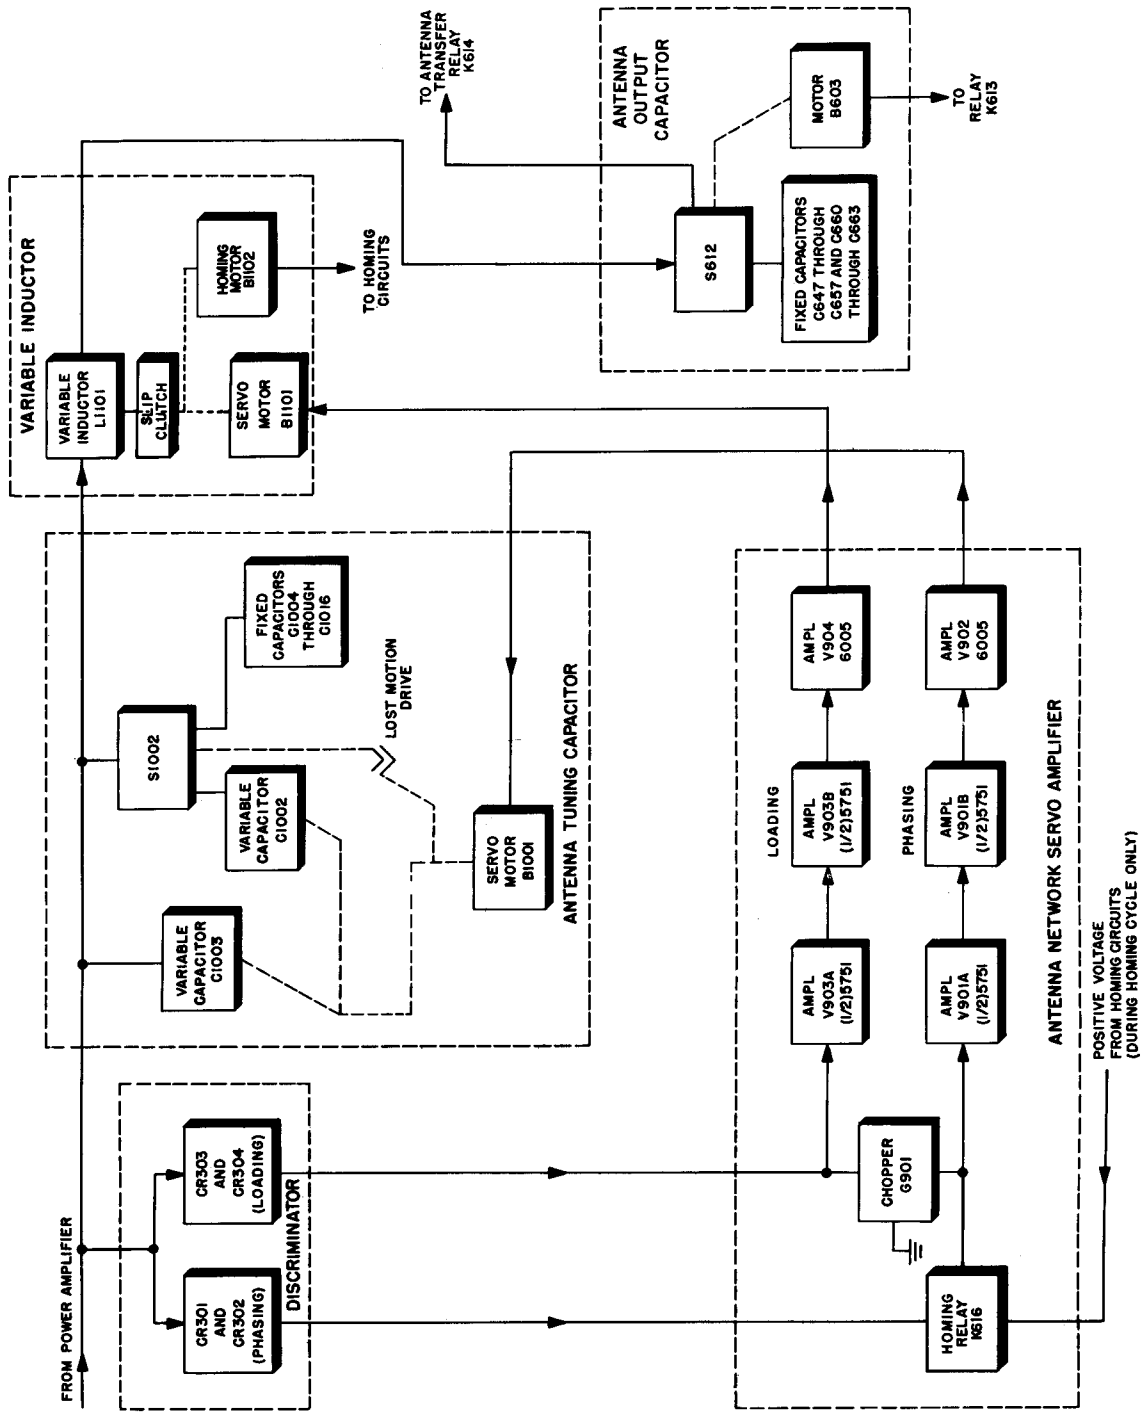 FROM POWER AMPLIFIER
CR301
AND
CR302
(PHASING)
CR303
AND
CR304
(LOADING)
DISCRIMINATOR
VARIABLE
CAPACITOR
C1003
VARIABLE
CAPACITOR
C1002
S1002
FIXED
CAPACITORS
C1004
THROUGH
C1016
LOST MOTION
DRIVE
SERVO
MOTOR
B1001
ANTENNA TUNING CAPACITOR
VARIABLE INDUCTOR
VARIABLE
INDUCTOR
L1101
SLIP
CLUTCH
SERVO
MOTOR
B1101
HOMING
MOTOR
B1102
TO HOMING
CIRCUITS
TO ANTENNA
TRANSFER
RELAY
K614
ANTENNA
OUTPUT
CAPACITOR
S612
MOTOR
B603
TO
RELAY
K613
FIXED CAPACITORS
C647 THROUGH
C657 AND C660
THROUGH C663
HOMING
RELAY
K616
CHOPPER
G901
LOADING
AMPL
V903A
(1/2)5751
AMPL
V903B
(1/2)5751
AMPL
V904
6005
PHASING
AMPL
V901A
(1/2)5751
AMPL
V901B
(1/2)5751
AMPL
V902
6005
ANTENNA NETWORK SERVO AMPLIFIER
POSITIVE VOLTAGE
FROM HOMING CIRCUITS
(DURING HOMING CYCLE ONLY)